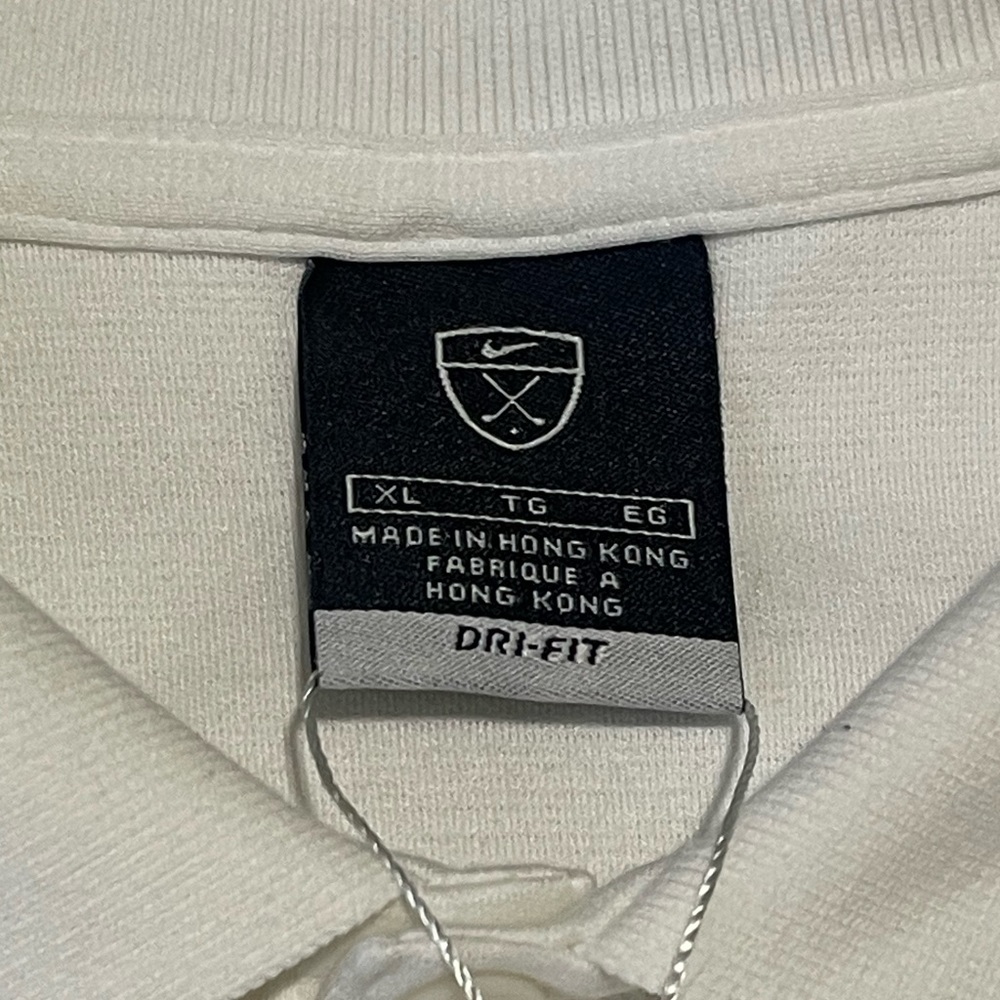 XL TG EG
MADE IN HONG KONG
FABRIQUE A
HONG KONG
DRI-FIT